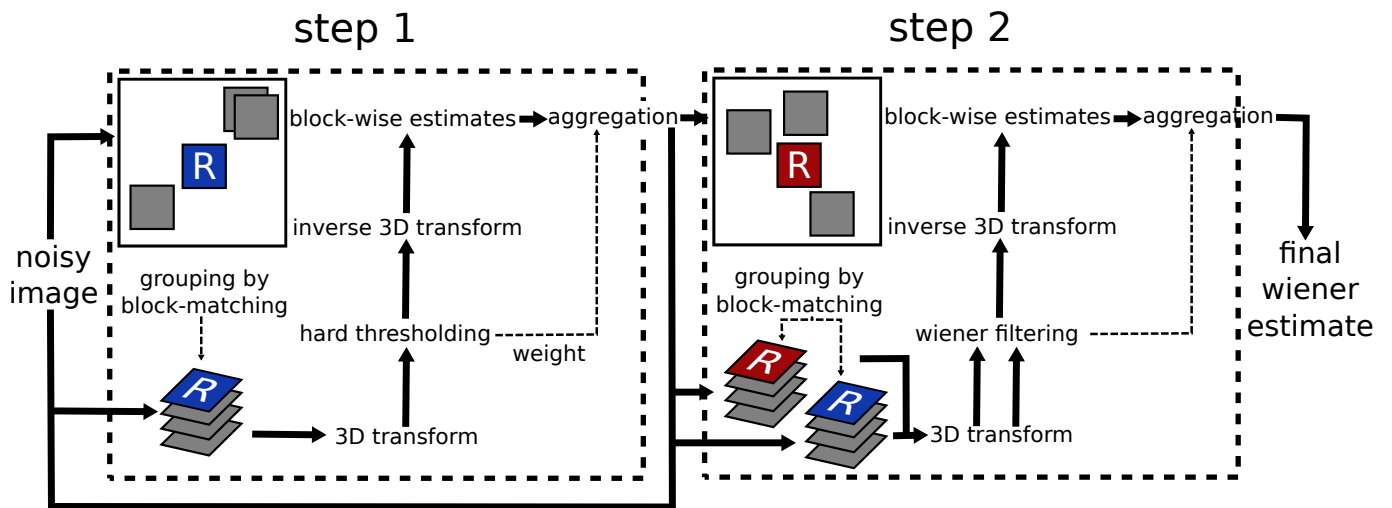 step 1
step 2
block-wise estimates
aggregation
R
inverse 3D transform
noisy
image
grouping by
block-matching
hard thresholding
weight
R
3D transform
block-wise estimates
aggregation
R
inverse 3D transform
final
wiener
estimate
grouping by
block-matching
wiener filtering
R
R
3D transform